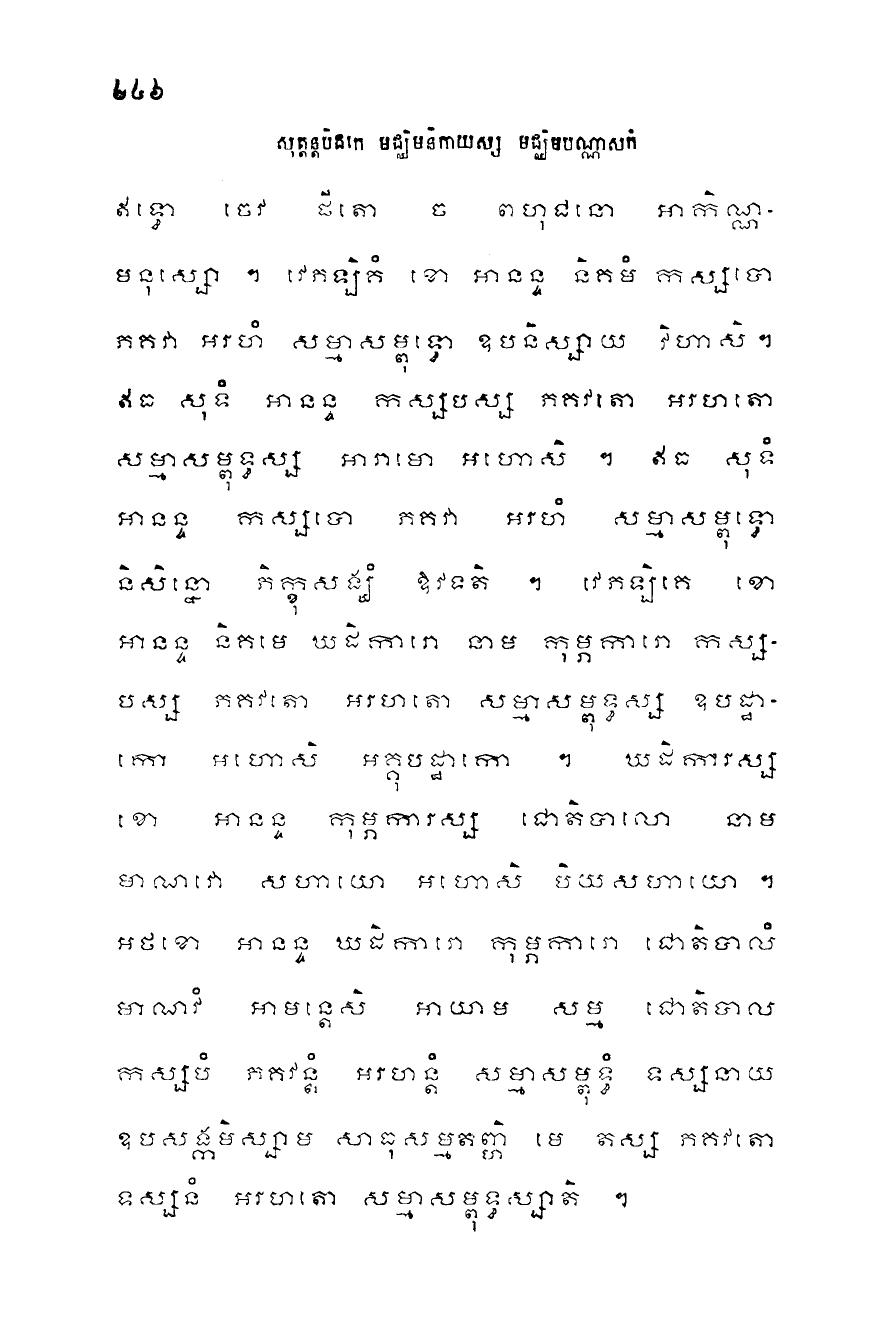 ២៤៦
សុត្តន្តបិដកេ មជ្ឈិមនិកាយស្ស មជ្ឈិមបណ្ណាសកំ
ឥទ្ធោ ចេវ ផីតោ ច ពហុជនោ អាកិណ្ណ-
មនុស្សោ ។ វេភឡិគំ ខោ អានន្ទ និគមំ កស្សបោ
ភគវា អរហំ សម្មាសម្ពុទ្ធោ ឧបនិស្សាយ វិហាសិ ។
ឥធ សុទំ អានន្ទ កស្សបស្ស ភគវតោ អរហតោ
សម្មាសម្ពុទ្ធស្ស អារាមោ អហោសិ ។ ឥធ សុទំ
អានន្ទ កស្សបោ ភគវា អរហំ សម្មាសម្ពុទ្ធោ
និសិន្នោ ភិក្ខុសង្ឃំ ឱវទតិ ។ វេភឡិគេ ខោ
អានន្ទ និគមេ ឃដិការោ នាម កុម្ភការោ កស្ស-
បស្ស ភគវតោ អរហតោ សម្មាសម្ពុទ្ធស្ស ឧបដ្ឋា-
កោ អហោសិ អគ្គុបដ្ឋាកោ ។ ឃដិការស្ស
ខោ អានន្ទ កុម្ភការស្ស ជោតិបាលោ នាម
មាណវោ សហាយោ អហោសិ បិយសហាយោ ។
អថខោ អានន្ទ ឃដិការោ កុម្ភការោ ជោតិបាលំ
មាណវំ អាមន្តេសិ អាយាម សម្ម ជោតិបាល
កស្សបំ ភគវន្តំ អរហន្តំ សម្មាសម្ពុទ្ធំ ទស្សនាយ
ឧបសង្កមិស្សាម សាធុសម្មតញ្ហិ មេ តស្ស ភគវតោ
ទស្សនំ អរហតោ សម្មាសម្ពុទ្ធស្សាតិ ។